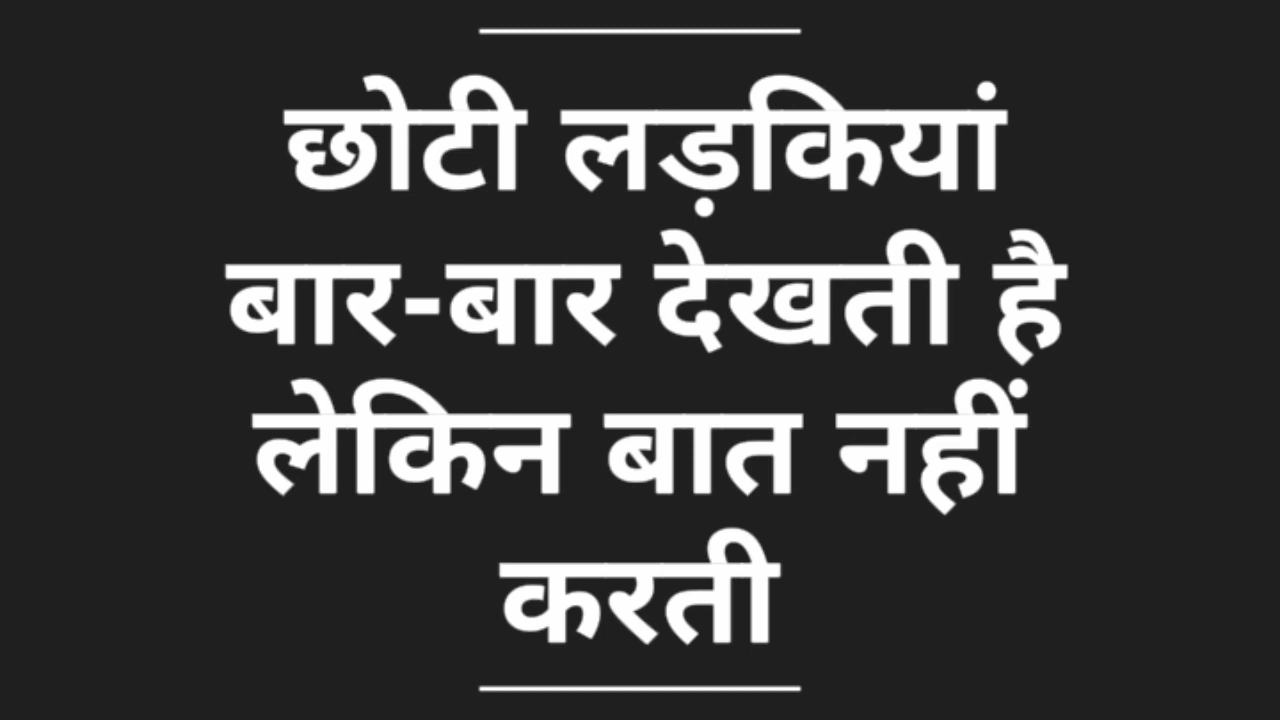 छोटी लड़कियां
बार-बार देखती है
लेकिन बात नहीं
करती